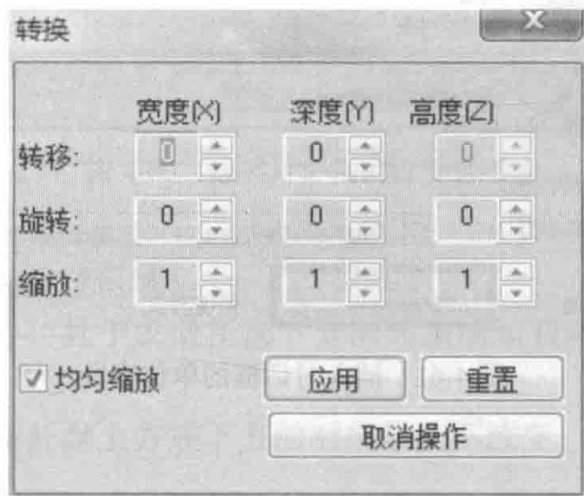 转换
宽度(X) 深度(Y) 高度(Z)
转移: 0 0 0
旋转: 0 0 0
缩放: 1 1 1
均匀缩放 应用 重置
取消操作